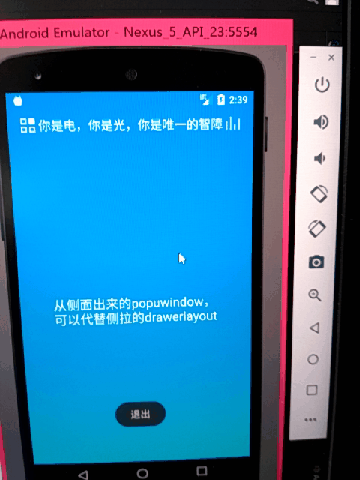 Android Emulator - Nexus_5_API_23:5554
2:39
你是电，你是光，你是唯一的智障
从侧面出来的popuwindow，
可以代替侧拉的drawerlayout
退出